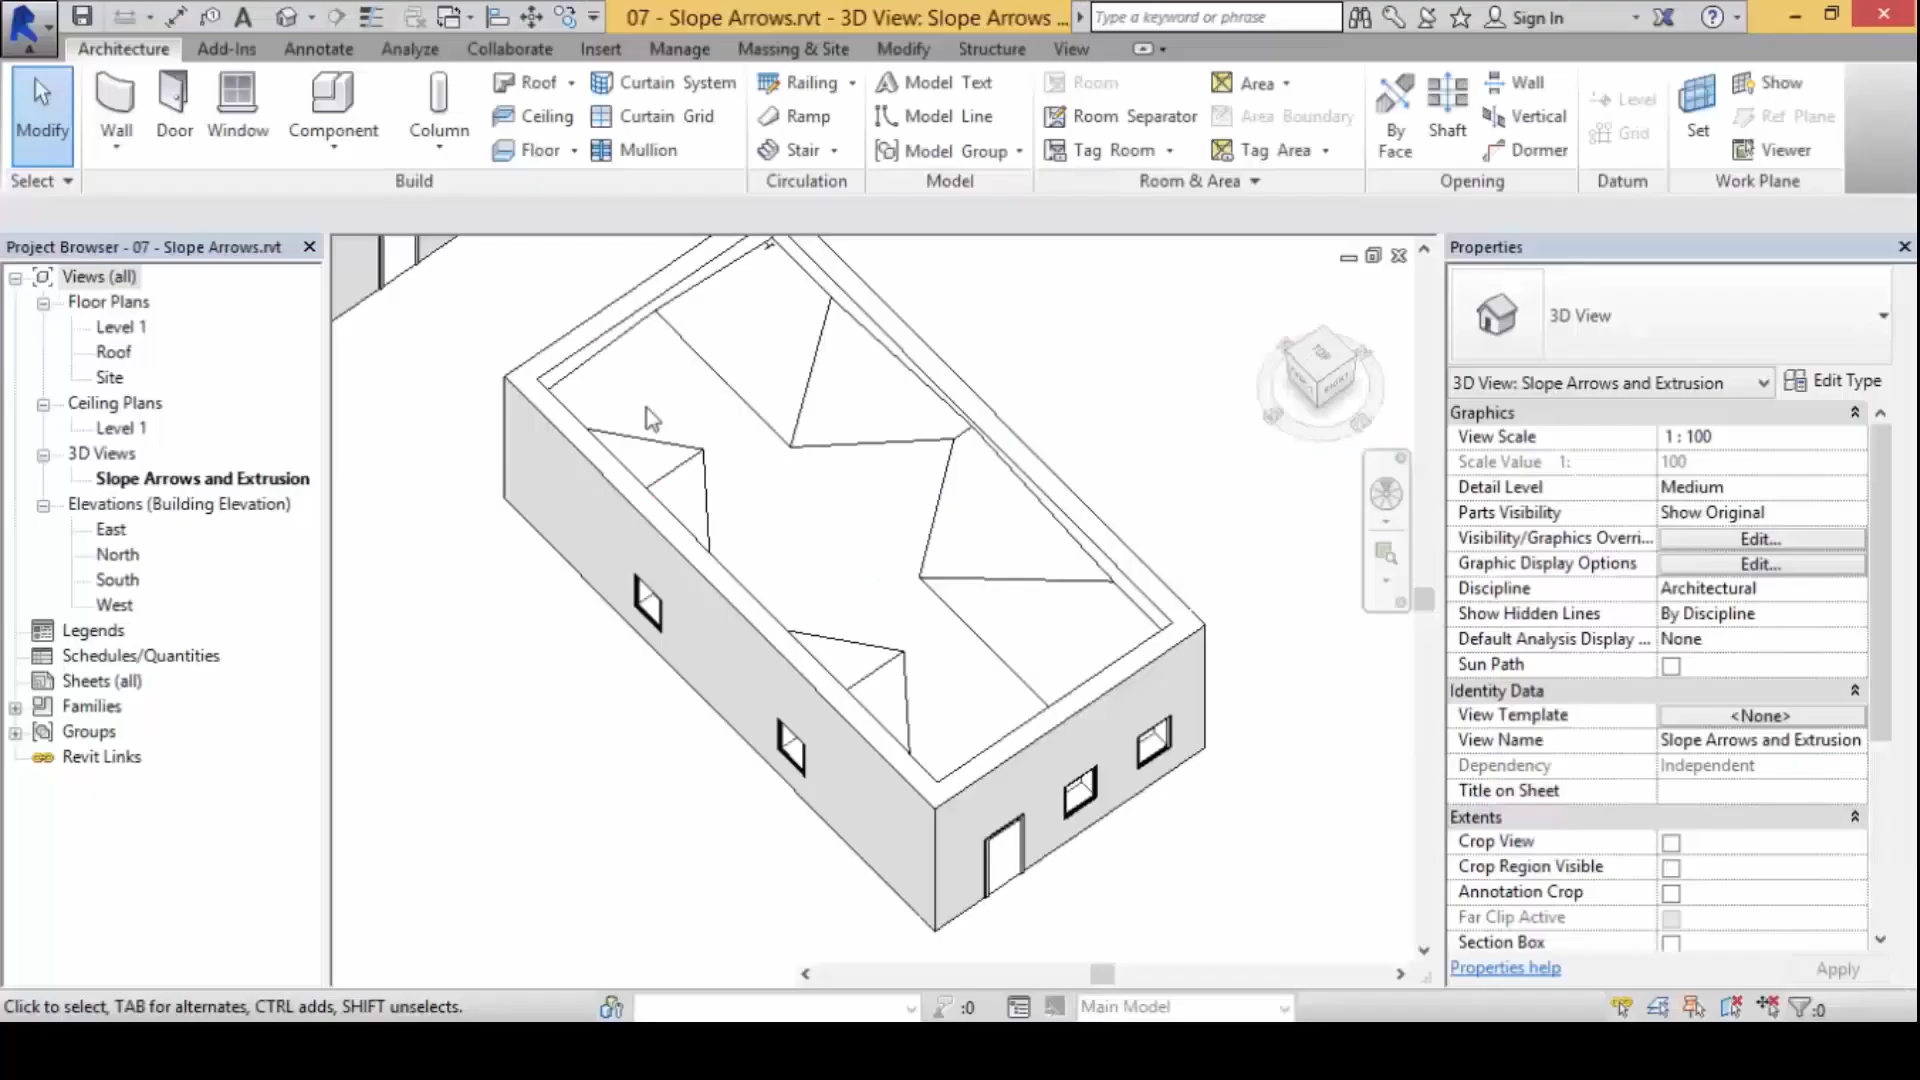 07 - Slope Arrows.rvt - 3D View: Slope Arrows ... Type a keyword or phrase Sign In
Architecture Add-Ins Annotate Analyze Collaborate Insert Manage Massing & Site Modify Structure View
Modify Wall Door Window Component Column
Roof Curtain System Railing Model Text Room Area Wall Show
Ceiling Curtain Grid Ramp Model Line Room Separator Area Boundary Vertical Ref Plane
Floor Mullion Stair Model Group Tag Room Tag Area Dormer Viewer
By Face Shaft Level Grid Set
Select Build Circulation Model Room & Area Opening Datum Work Plane
Project Browser - 07 - Slope Arrows.rvt
Views (all)
Floor Plans
Level 1
Roof
Site
Ceiling Plans
Level 1
3D Views
Slope Arrows and Extrusion
Elevations (Building Elevation)
East
North
South
West
Legends
Schedules/Quantities
Sheets (all)
Families
Groups
Revit Links
TOP
RIGHT
Properties
3D View
3D View: Slope Arrows and Extrusion Edit Type
Graphics
View Scale 1 : 100
Scale Value 1: 100
Detail Level Medium
Parts Visibility Show Original
Visibility/Graphics Overri... Edit...
Graphic Display Options Edit...
Discipline Architectural
Show Hidden Lines By Discipline
Default Analysis Display ... None
Sun Path
Identity Data
View Template <None>
View Name Slope Arrows and Extrusion
Dependency Independent
Title on Sheet
Extents
Crop View
Crop Region Visible
Annotation Crop
Far Clip Active
Section Box
Properties help Apply
Click to select, TAB for alternates, CTRL adds, SHIFT unselects. :0 Main Model :0